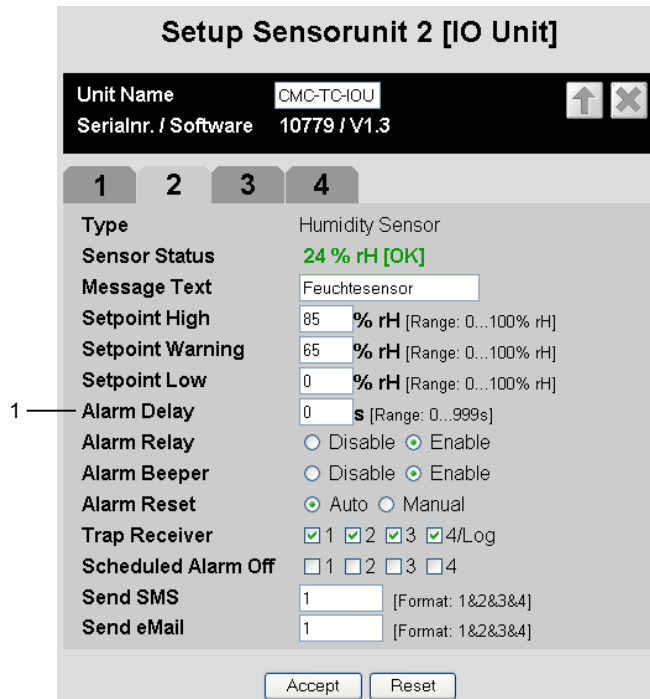 Setup Sensorunit 2 [IO Unit]
Unit Name CMC-TC-IOU
Serialnr. / Software 10779 / V1.3
1 2 3 4
Type Humidity Sensor
Sensor Status 24 % rH [OK]
Message Text Feuchtesensor
Setpoint High 85 % rH [Range: 0...100% rH]
Setpoint Warning 65 % rH [Range: 0...100% rH]
Setpoint Low 0 % rH [Range: 0...100% rH]
1 Alarm Delay 0 s [Range: 0...999s]
Alarm Relay Disable Enable
Alarm Beeper Disable Enable
Alarm Reset Auto Manual
Trap Receiver 1 2 3 4/Log
Scheduled Alarm Off 1 2 3 4
Send SMS 1 [Format: 1&2&3&4]
Send eMail 1 [Format: 1&2&3&4]
Accept Reset